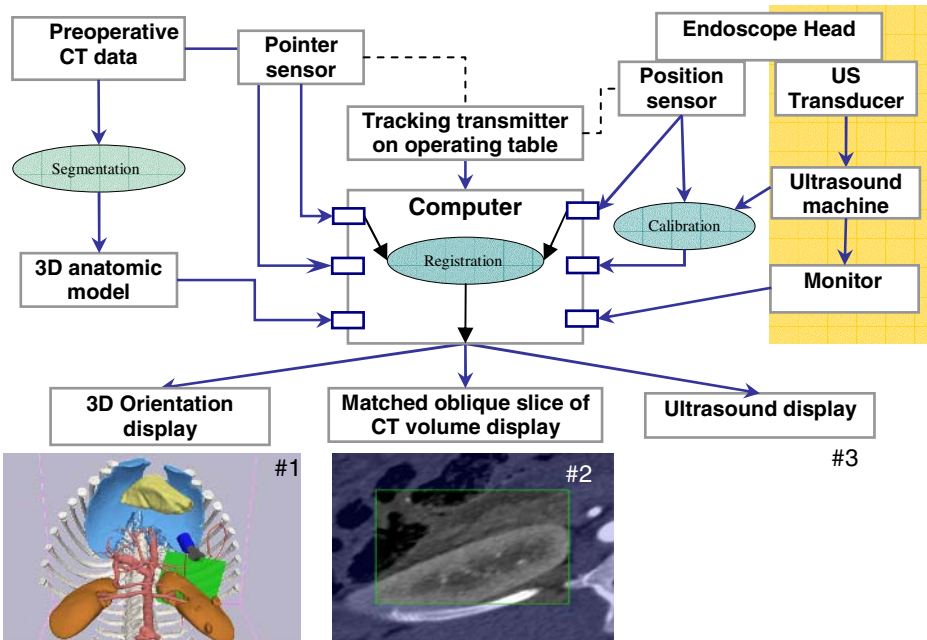 Preoperative
CT data
Pointer
sensor
Endoscope Head
Position
sensor
US
Transducer
Tracking transmitter
on operating table
Segmentation
Computer
Ultrasound
machine
Calibration
Registration
3D anatomic
model
Monitor
3D Orientation
display
Matched oblique slice of
CT volume display
Ultrasound display
#1
#2
#3